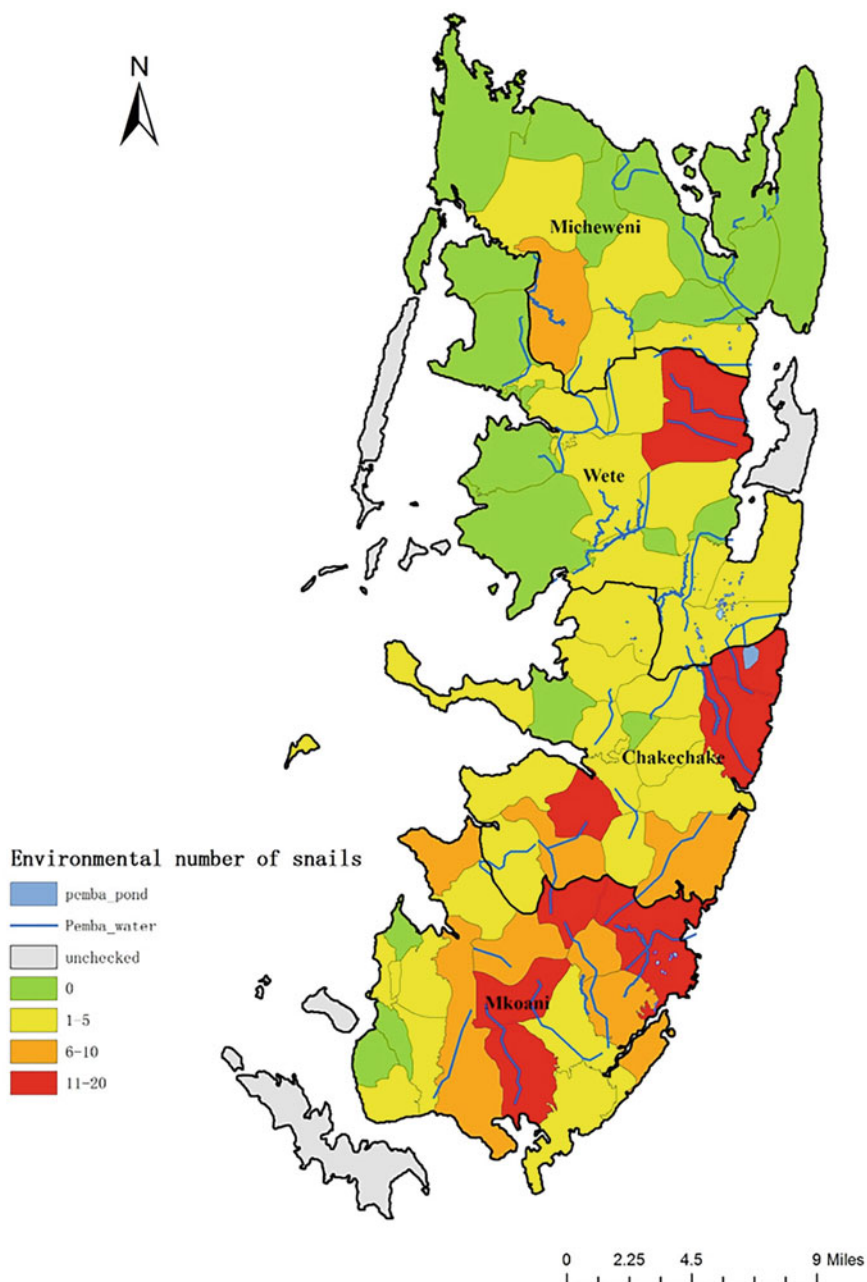 N
Micheweni
Wete
Chakechake
Environmental number of snails
pemba_pond
Pemba_water
unchecked
0
1-5
6-10
11-20
Mkoani
0 2.25 4.5 9 Miles